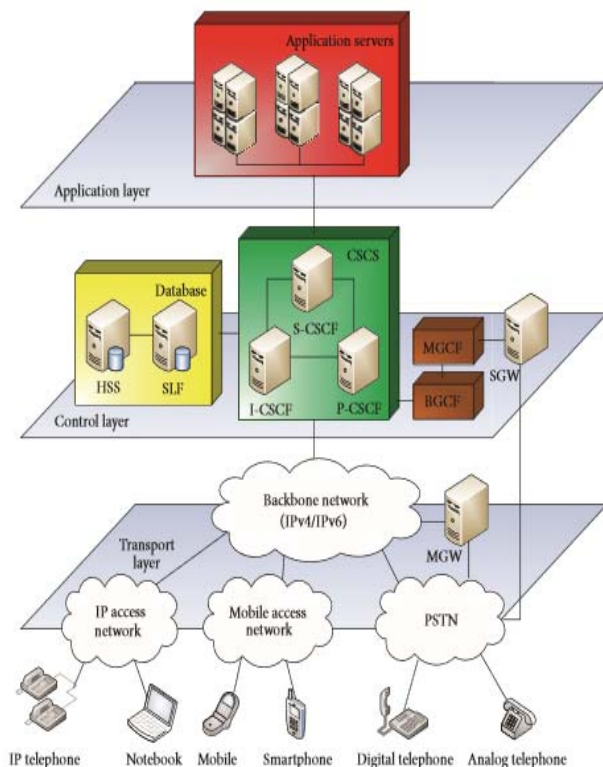 Application servers
Application layer
CSCS
Database
S-CSCF
HSS
SLF
I-CSCF
P-CSCF
MGCF
SGW
BGCF
Control layer
Backbone network
(IPv4/IPv6)
MGW
Transport
layer
IP access
network
Mobile access
network
PSTN
IP telephone
Notebook
Mobile
Smartphone
Digital telephone
Analog telephone